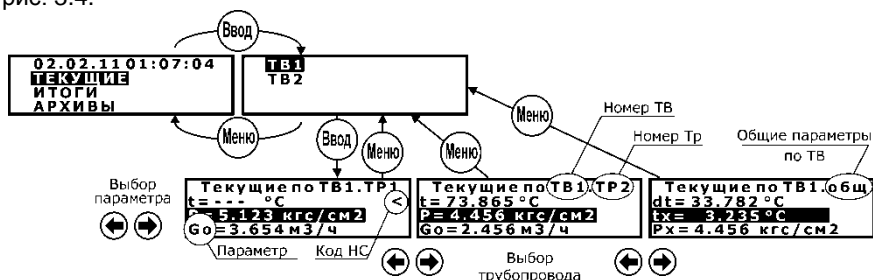 рис. 3.4.
Ввод
02.02.11 01:07:04
ТЕКУЩИЕ
ИТОГИ
АРХИВЫ
ТВ1
ТВ2
Меню
Ввод
Меню
Меню
Меню
Номер ТВ
Номер Тр
Общие параметры
по ТВ
Выбор
параметра
Текущие по ТВ1.ТР1
t=--- °C <
P=5.123 кгс/см2
Go=3.654 м3/ч
Параметр
Код НС
Текущие по ТВ1.ТР2
t=73.865 °C
P=4.456 кгс/см2
Go=2.456 м3/ч
Текущие по ТВ1.общ
dt=33.782 °C
tx= 3.235 °C
Px=4.456 кгс/см2
Выбор
трубопровода